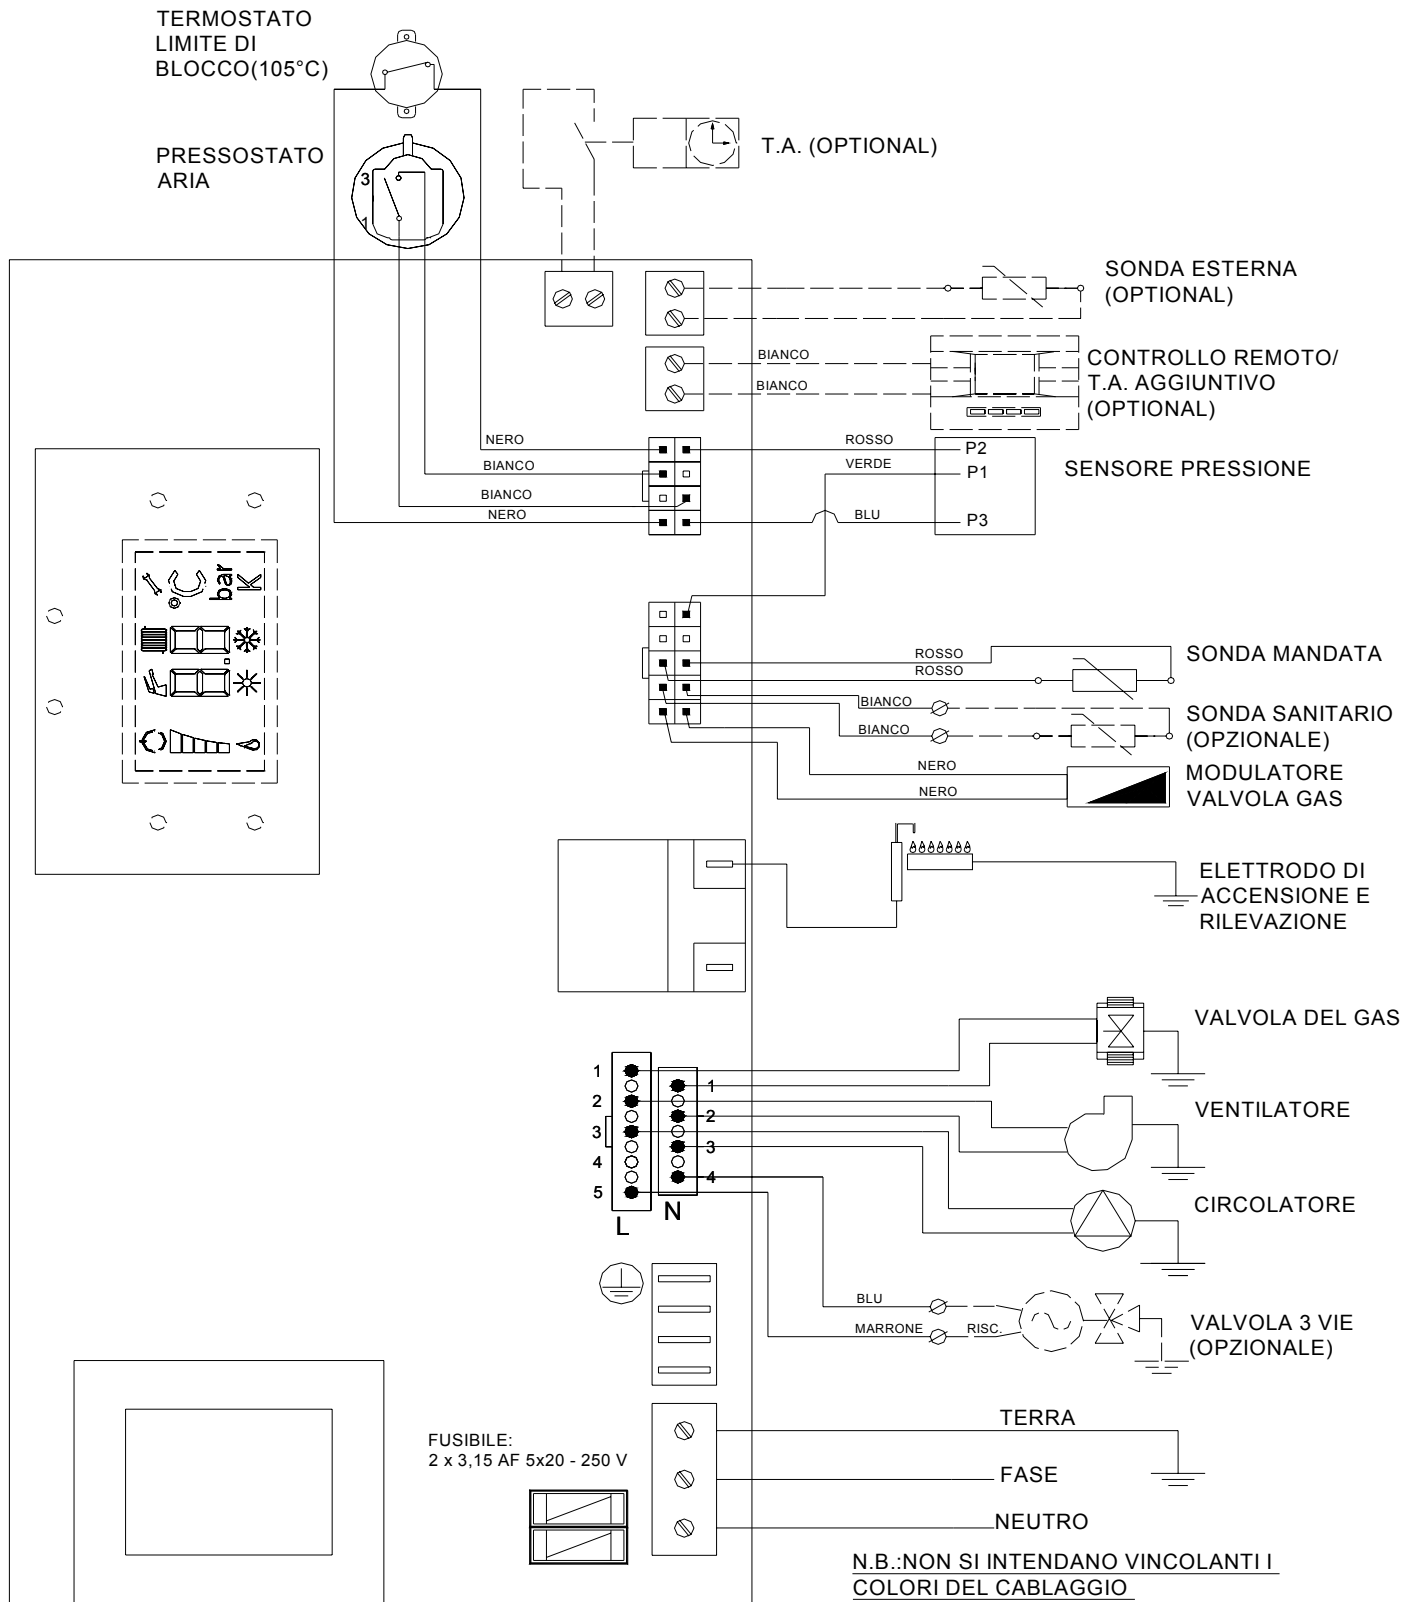 TERMOSTATO
LIMITE DI
BLOCCO(105°C)
PRESSOSTATO
ARIA
3
1
T.A. (OPTIONAL)
SONDA ESTERNA
(OPTIONAL)
BIANCO
BIANCO
CONTROLLO REMOTO/
T.A. AGGIUNTIVO
(OPTIONAL)
NERO
BIANCO
BIANCO
NERO
ROSSO
VERDE
BLU
P2
P1
P3
SENSORE PRESSIONE
°C
bar
K
ROSSO
ROSSO
SONDA MANDATA
BIANCO
BIANCO
SONDA SANITARIO
(OPZIONALE)
NERO
NERO
MODULATORE
VALVOLA GAS
ELETTRODO DI
ACCENSIONE E
RILEVAZIONE
VALVOLA DEL GAS
1
2
3
4
5
L
1
2
3
4
N
VENTILATORE
CIRCOLATORE
BLU
MARRONE
RISC.
VALVOLA 3 VIE
(OPZIONALE)
TERRA
FASE
NEUTRO
FUSIBILE:
2 x 3,15 AF 5x20 - 250 V
N.B.:NON SI INTENDANO VINCOLANTI I
COLORI DEL CABLAGGIO